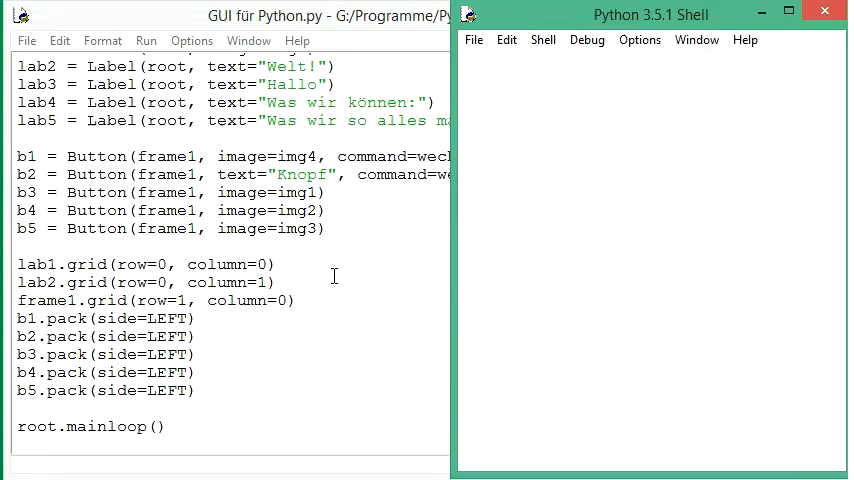 GUI für Python.py - G:/Programme/Py
File Edit Format Run Options Window Help
lab2 = Label(root, text="Welt!")
lab3 = Label(root, text="Hallo")
lab4 = Label(root, text="Was wir können:")
lab5 = Label(root, text="Was wir so alles ma
b1 = Button(frame1, image=img4, command=wech
b2 = Button(frame1, text="Knopf", command=we
b3 = Button(frame1, image=img1)
b4 = Button(frame1, image=img2)
b5 = Button(frame1, image=img3)
lab1.grid(row=0, column=0)
lab2.grid(row=0, column=1)
frame1.grid(row=1, column=0)
b1.pack(side=LEFT)
b2.pack(side=LEFT)
b3.pack(side=LEFT)
b4.pack(side=LEFT)
b5.pack(side=LEFT)
root.mainloop()
Python 3.5.1 Shell
File Edit Shell Debug Options Window Help